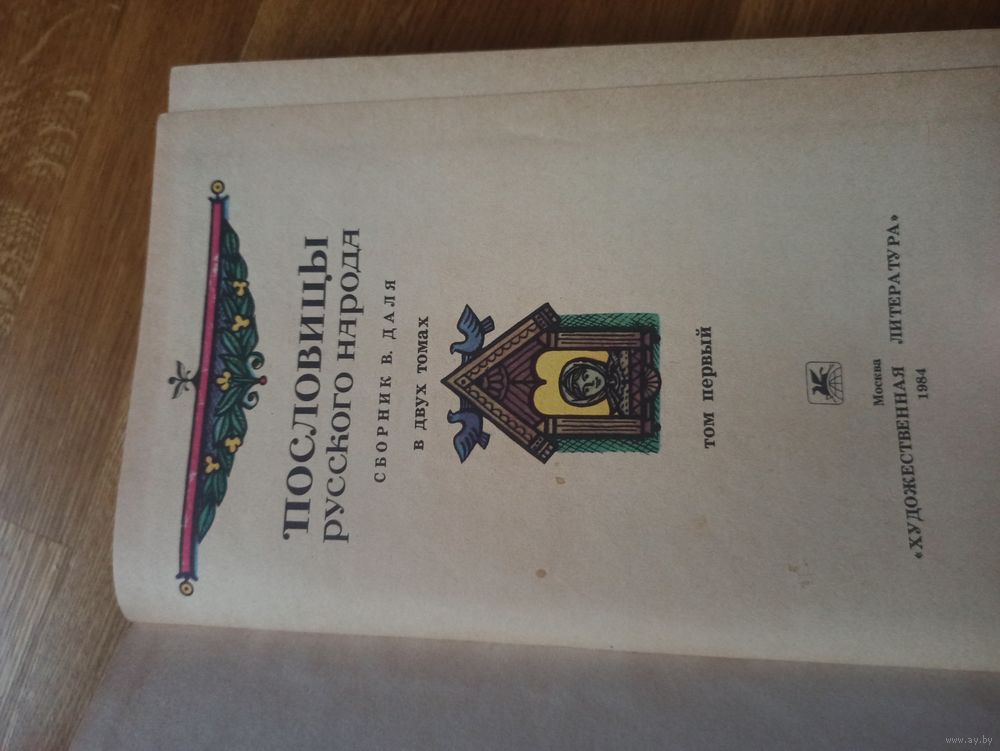 ПОСЛОВИЦЫ
русского народа
СБОРНИК В. ДАЛЯ
В ДВУХ ТОМАХ
ТОМ ПЕРВЫЙ
Москва
«ХУДОЖЕСТВЕННАЯ ЛИТЕРАТУРА»
1984
www.ay.by